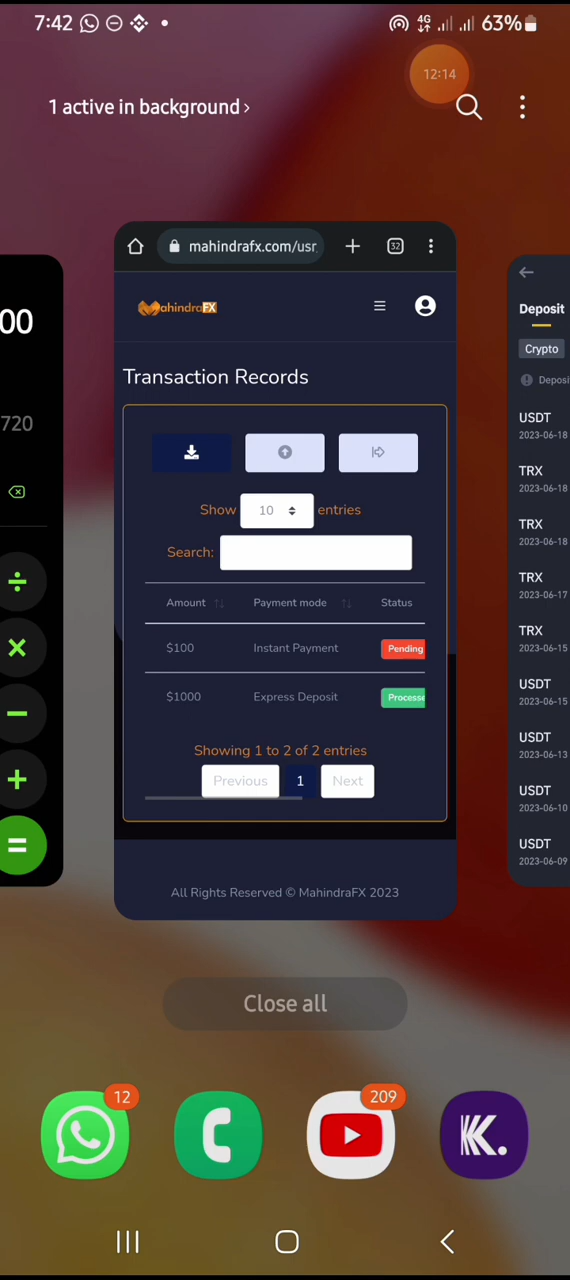 7:42
4G
63%
12:14
1 active in background >
mahindrafx.com/usr
32
MahindraFX
Transaction Records
Show 10 entries
Search:
Amount Payment mode Status
$100 Instant Payment Pending
$1000 Express Deposit Processe
Showing 1 to 2 of 2 entries
Previous 1 Next
All Rights Reserved © MahindraFX 2023
00
720
÷
×
−
+
=
Deposit
Crypto
Deposi
USDT
2023-06-18
TRX
2023-06-18
TRX
2023-06-18
TRX
2023-06-17
TRX
2023-06-15
USDT
2023-06-15
USDT
2023-06-13
USDT
2023-06-10
USDT
2023-06-09
Close all
12
209
K.